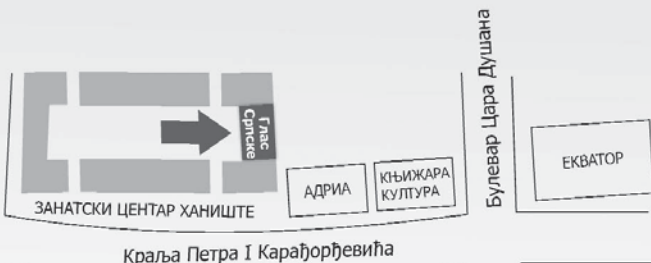 Булевар Цара Душана
Глас
Српске
ЕКВАТОР
АДРИА
КЊИЖАРА
КУЛТУРА
ЗАНАТСКИ ЦЕНТАР ХАНИШТЕ
Краља Петра I Карађорђевића